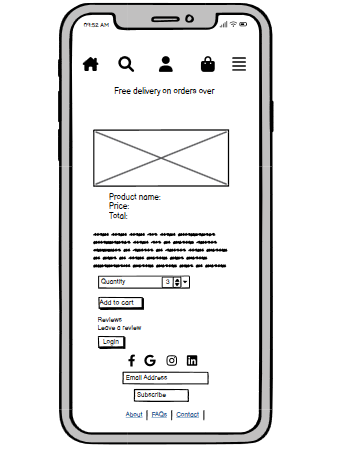 09:52 AM
Free delivery on orders over
Product name:
Price:
Total:
Quantity 3
Add to cart
Reviews
Leave a review
Login
Email Address
Subscribe
About | FAQs | Contact |